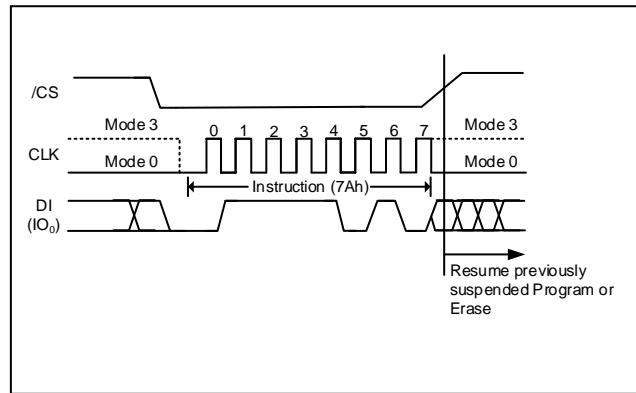 /CS
Mode 3
0 1 2 3 4 5 6 7
Mode 3
CLK
Mode 0
Mode 0
Instruction (7Ah)
DI
(IO₀)
Resume previously
suspended Program or
Erase